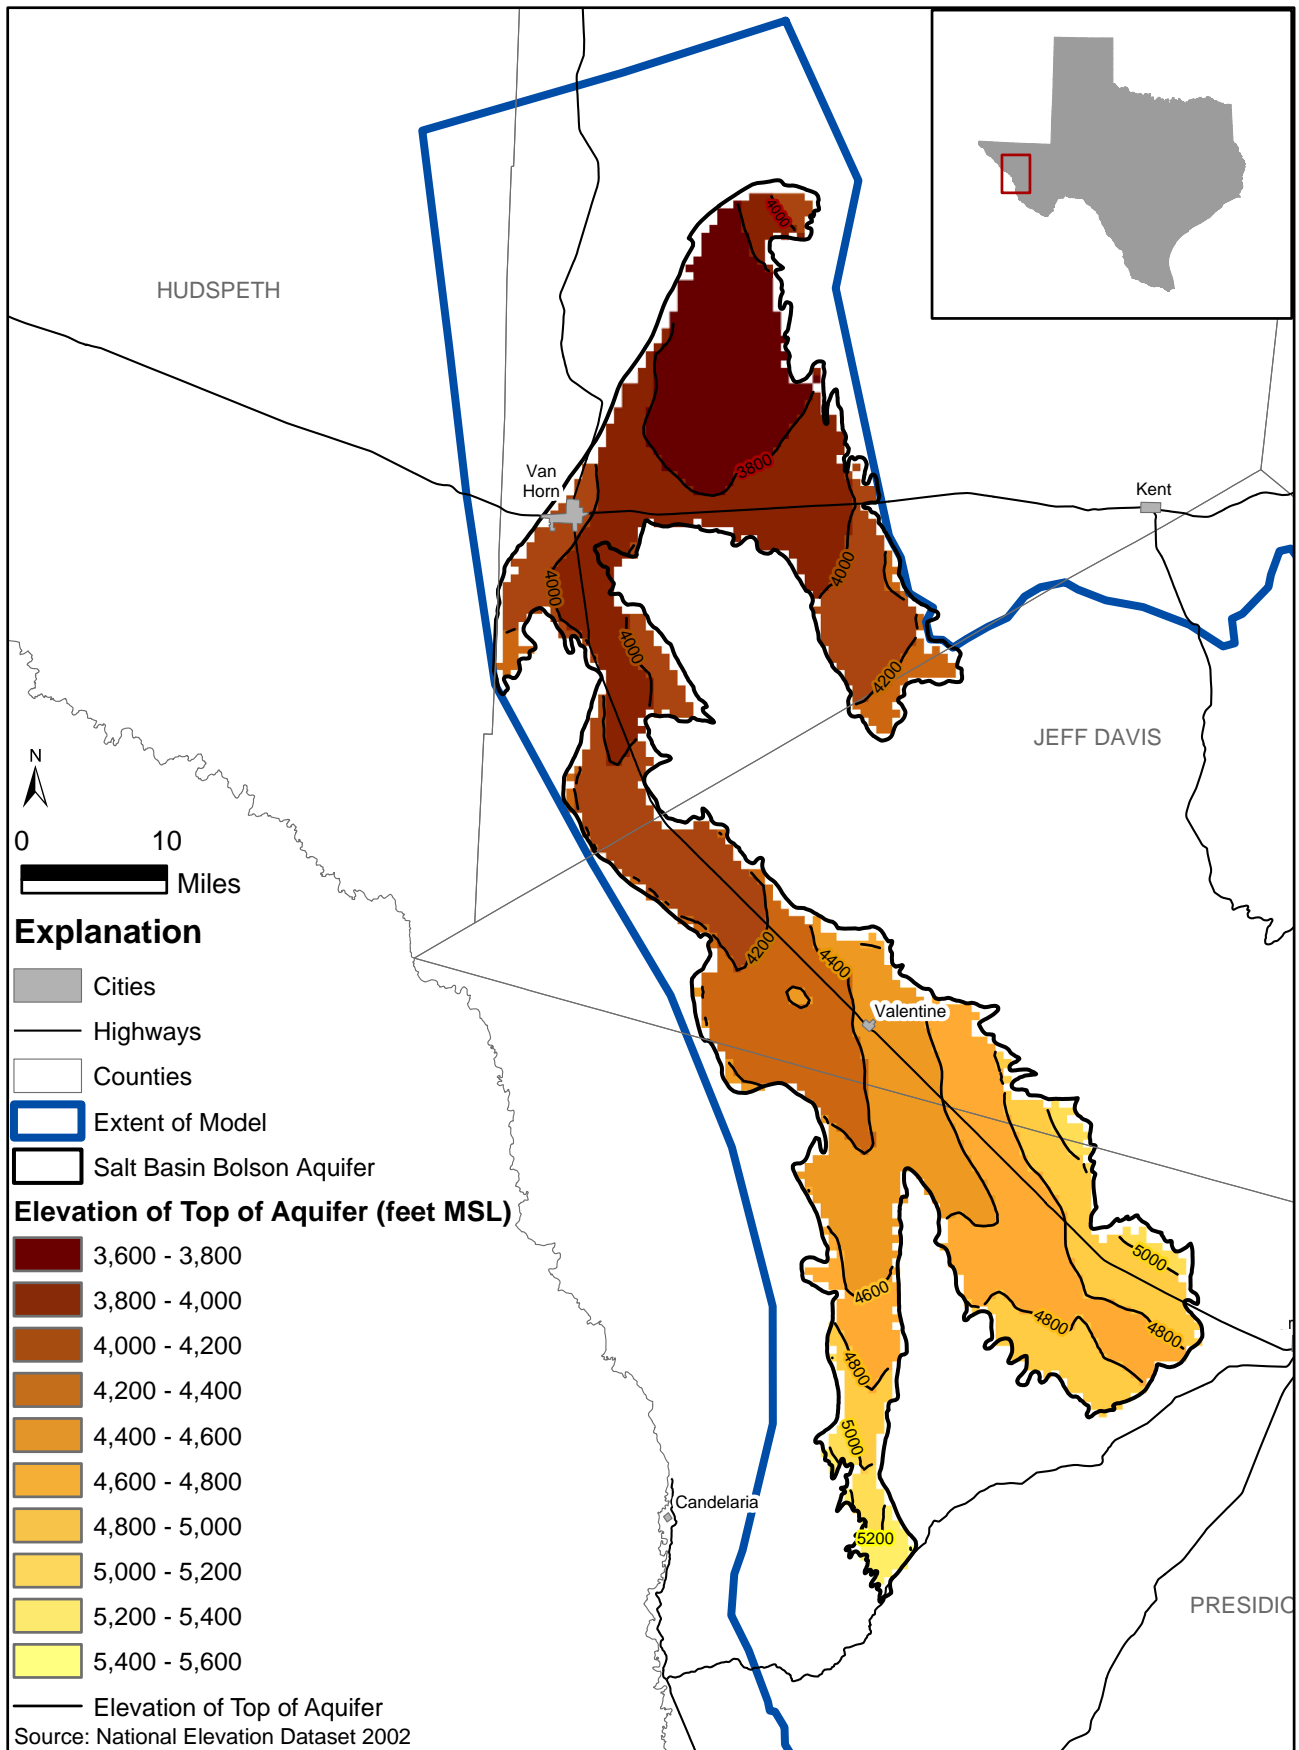 4000
HUDSPETH
3800
Van
Horn
Kent
4000
4000
4000
4200
JEFF DAVIS
N
0 10
Miles
4200
4400
Valentine
5000
4600
4800
4800
4800
5000
Candelaria
5200
PRESIDIO
Explanation
Cities
Highways
Counties
Extent of Model
Salt Basin Bolson Aquifer
Elevation of Top of Aquifer (feet MSL)
3,600 - 3,800
3,800 - 4,000
4,000 - 4,200
4,200 - 4,400
4,400 - 4,600
4,600 - 4,800
4,800 - 5,000
5,000 - 5,200
5,200 - 5,400
5,400 - 5,600
Elevation of Top of Aquifer
Source: National Elevation Dataset 2002